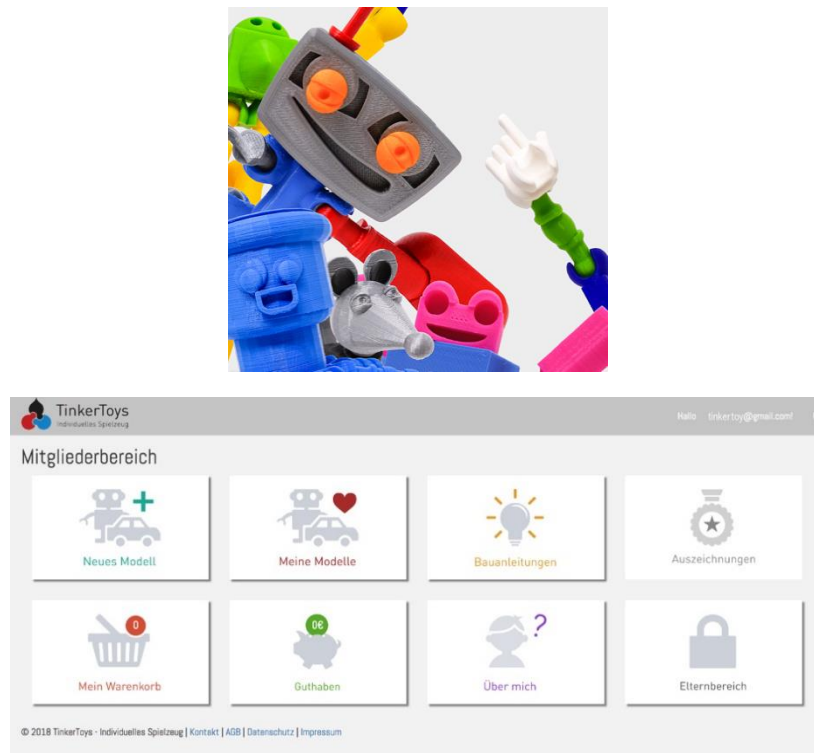 TinkerToys
Individuelles Spielzeug
Hallo tinkertoy@gmail.com!
Mitgliederbereich
Neues Modell
Meine Modelle
Bauanleitungen
Auszeichnungen
0
Mein Warenkorb
0€
Guthaben
?
Über mich
Elternbereich
© 2018 TinkerToys - Individuelles Spielzeug | Kontakt | AGB | Datenschutz | Impressum